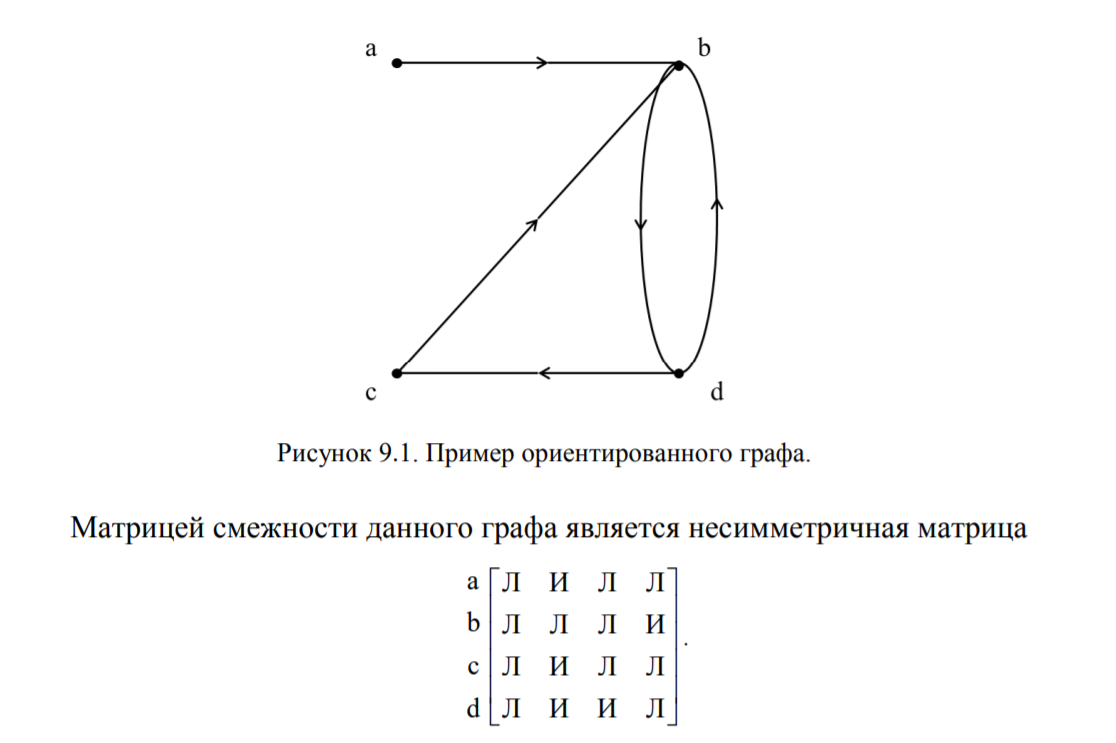 a b
c d
Рисунок 9.1. Пример ориентированного графа.
Матрицей смежности данного графа является несимметричная матрица
a Л И Л Л
b Л Л Л И
c Л И Л Л
d Л И И Л .